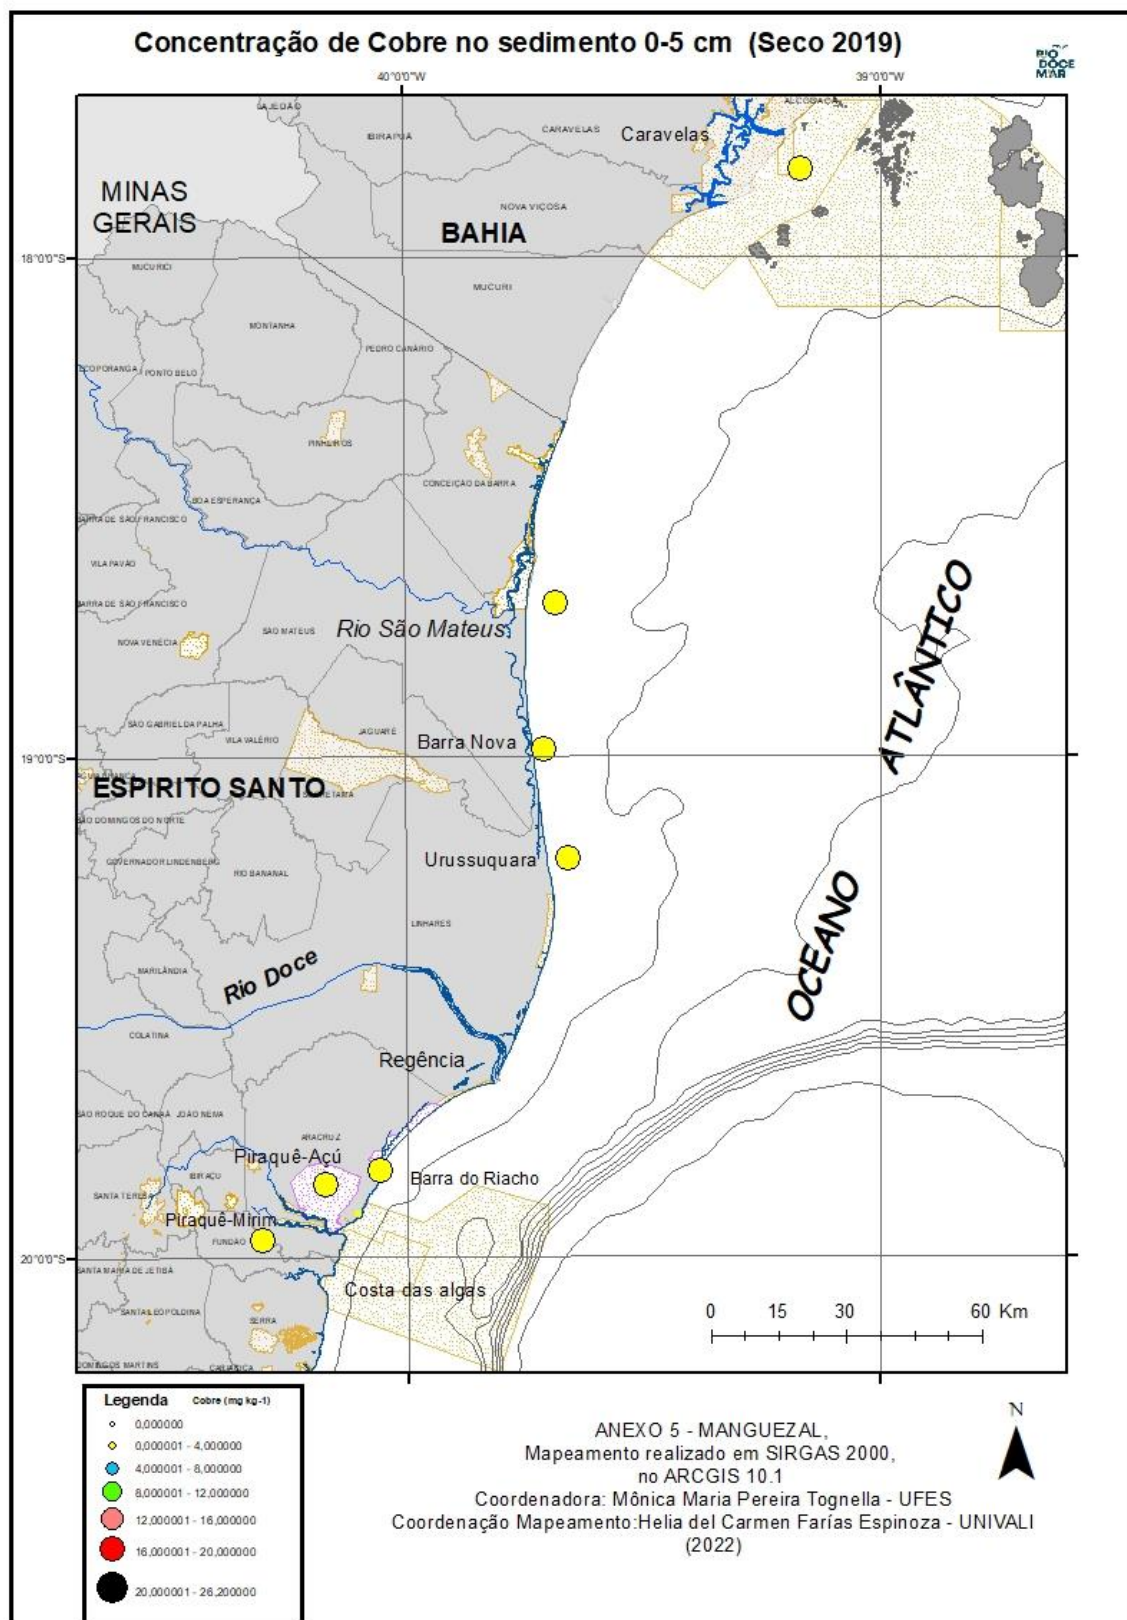 Concentração de Cobre no sedimento 0-5 cm (Seco 2019)
RIO
DOCE
MAR
40°0'0"W
39°0'0"W
LAJEDÃO
IBIRAPUÃ
CARAVELAS
Caravelas
ALCOBAÇA
MINAS
GERAIS
NOVA VIÇOSA
BAHIA
18°0'0"S
MUCURICI
MUCURI
MONTANHA
PEDRO CANÁRIO
ECOPORANGA
PONTO BELO
PINHEIROS
CONCEIÇÃO DA BARRA
BOA ESPERANÇA
BARRA DE SÃO FRANCISCO
VILA PAVÃO
BARRA DE SÃO FRANCISCO
SÃO MATEUS
Rio São Mateus
NOVA VENÉCIA
OCEANO ATLÂNTICO
SÃO GABRIEL DA PALHA
VILA VALÉRIO
JAGUARÉ
Barra Nova
19°0'0"S
ESPIRITO SANTO
SÃO DOMINGOS DO NORTE
GOVERNADOR LINDENBERG
RIO BANANAL
Urussuquara
LINHARES
MARILÂNDIA
Rio Doce
COLATINA
Regência
SÃO ROQUE DO CANAÃ
JOÃO NEIVA
ARACRUZ
Piraquê-Açú
IBIRAÇU
Barra do Riacho
SANTA TERESA
Piraquê-Mirim
FUNDÃO
20°0'0"S
SANTA MARIA DE JETIBÁ
Costa das algas
SANTA LEOPOLDINA
SERRA
0 15 30 60 Km
DOMINGOS MARTINS
CARIACICA
Legenda Cobre (mg kg-1)
0,000000
0,000001 - 4,000000
4,000001 - 8,000000
8,000001 - 12,000000
12,000001 - 16,000000
16,000001 - 20,000000
20,000001 - 26,200000
N
ANEXO 5 - MANGUEZAL,
Mapeamento realizado em SIRGAS 2000,
no ARCGIS 10.1
Coordenadora: Mônica Maria Pereira Tognella - UFES
Coordenação Mapeamento:Helia del Carmen Farías Espinoza - UNIVALI
(2022)